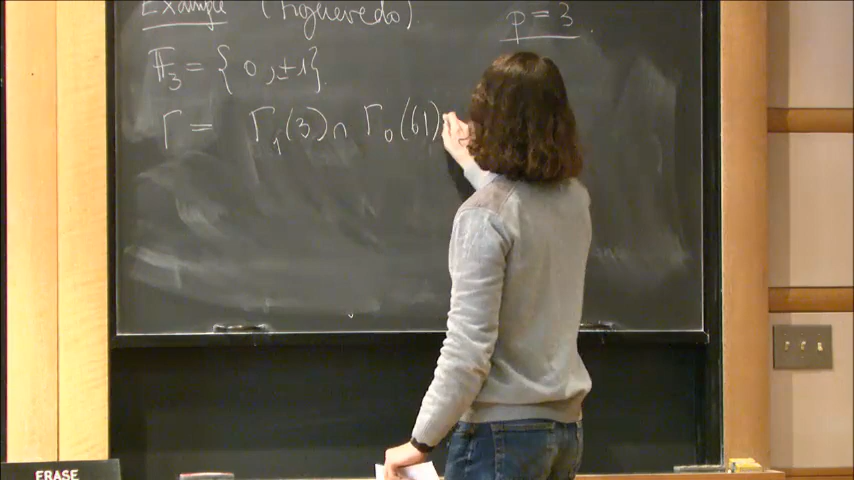 Example (Figueredo).
p = 3.
𝔽₃ = { 0, ±1 }.
Γ = Γ₁(3) ∩ Γ₀(61)
ERASE